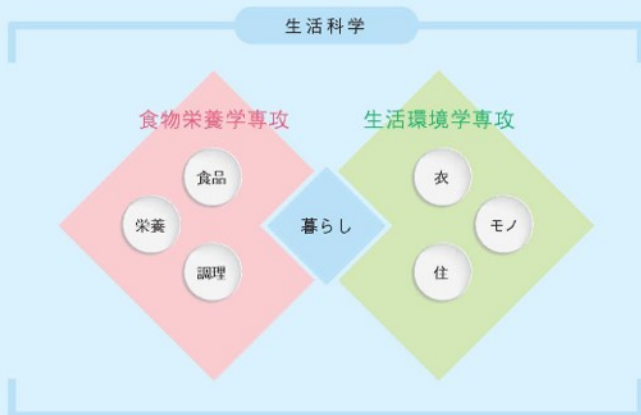 生活科学
食物栄養学専攻
食品
栄養
調理
暮らし
生活環境学専攻
衣
モノ
住